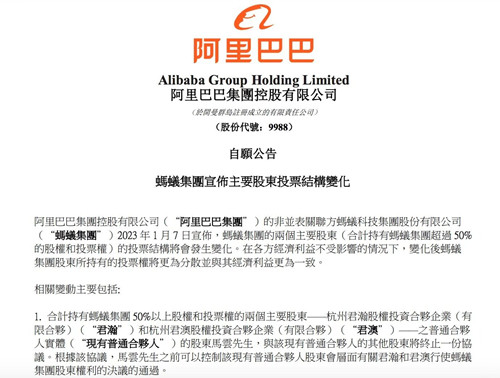 阿里巴巴
Alibaba Group Holding Limited
阿里巴巴集團控股有限公司
（於開曼群島註冊成立的有限責任公司）
（股份代號：9988）
自願公告
螞蟻集團宣佈主要股東投票結構變化
阿里巴巴集團控股有限公司（“阿里巴巴集團”）的非並表關聯方螞蟻科技集團股份有限公司
（“螞蟻集團”）2023 年 1 月 7 日宣佈，螞蟻集團的兩個主要股東（合計持有螞蟻集團超過 50%
的股權和投票權）的投票結構將會發生變化。在各方經濟利益不受影響的情況下，變化後螞蟻
集團股東所持有的投票權將更為分散並與其經濟利益更為一致。
相關變動主要包括:
1. 合計持有螞蟻集團 50%以上股權和投票權的兩個主要股東——杭州君瀚股權投資合夥企業（有
限合夥）（“君瀚”）和杭州君澳股權投資合夥企業（有限合夥）（“君澳”）——之普通合夥
人實體（“現有普通合夥人”）的股東馬雲先生，與該現有普通合夥人的其他股東將終止一份協
議。根據該協議，馬雲先生之前可以控制該現有普通合夥人股東會層面有關君瀚和君澳行使螞蟻
集團股東權利的決議的通過。